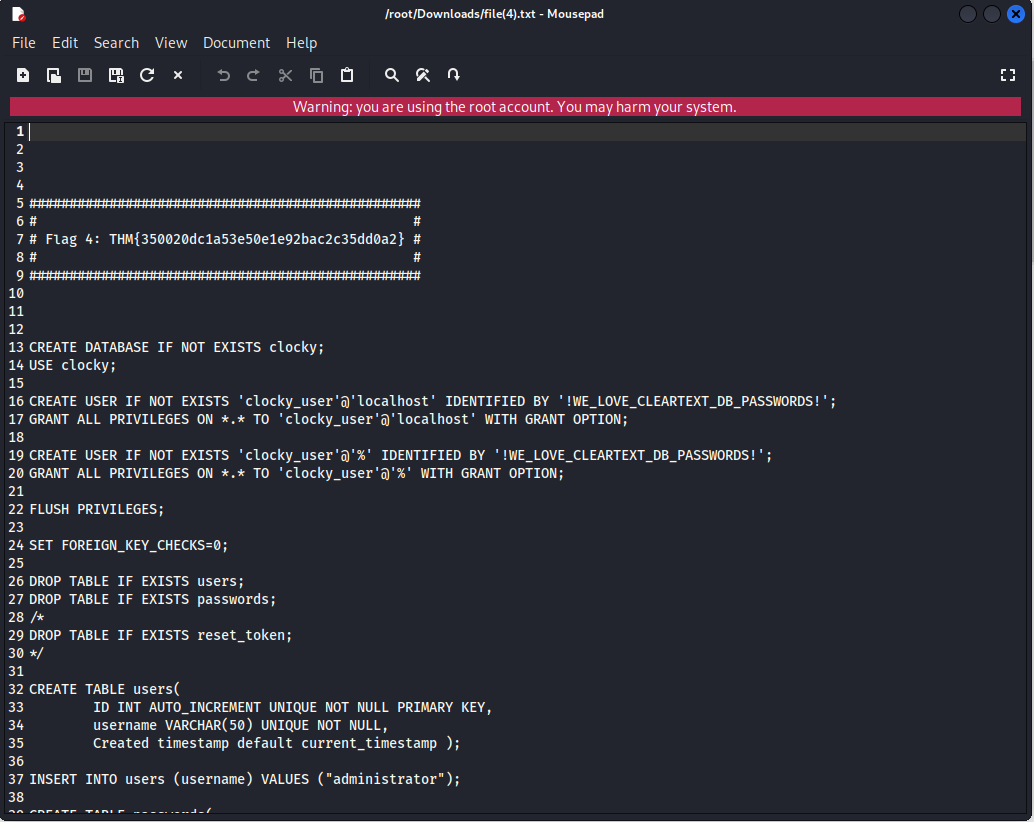 /root/Downloads/file(4).txt - Mousepad
File Edit Search View Document Help
Warning: you are using the root account. You may harm your system.
1
2
3
4
5 #################################################
6 #                                               #
7 # Flag 4: THM{350020dc1a53e50e1e92bac2c35dd0a2} #
8 #                                               #
9 #################################################
10
11
12
13 CREATE DATABASE IF NOT EXISTS clocky;
14 USE clocky;
15
16 CREATE USER IF NOT EXISTS 'clocky_user'@'localhost' IDENTIFIED BY '!WE_LOVE_CLEARTEXT_DB_PASSWORDS!';
17 GRANT ALL PRIVILEGES ON *.* TO 'clocky_user'@'localhost' WITH GRANT OPTION;
18
19 CREATE USER IF NOT EXISTS 'clocky_user'@'%' IDENTIFIED BY '!WE_LOVE_CLEARTEXT_DB_PASSWORDS!';
20 GRANT ALL PRIVILEGES ON *.* TO 'clocky_user'@'%' WITH GRANT OPTION;
21
22 FLUSH PRIVILEGES;
23
24 SET FOREIGN_KEY_CHECKS=0;
25
26 DROP TABLE IF EXISTS users;
27 DROP TABLE IF EXISTS passwords;
28 /*
29 DROP TABLE IF EXISTS reset_token;
30 */
31
32 CREATE TABLE users(
33         ID INT AUTO_INCREMENT UNIQUE NOT NULL PRIMARY KEY,
34         username VARCHAR(50) UNIQUE NOT NULL,
35         Created timestamp default current_timestamp );
36
37 INSERT INTO users (username) VALUES ("administrator");
38
39 CREATE TABLE passwords(